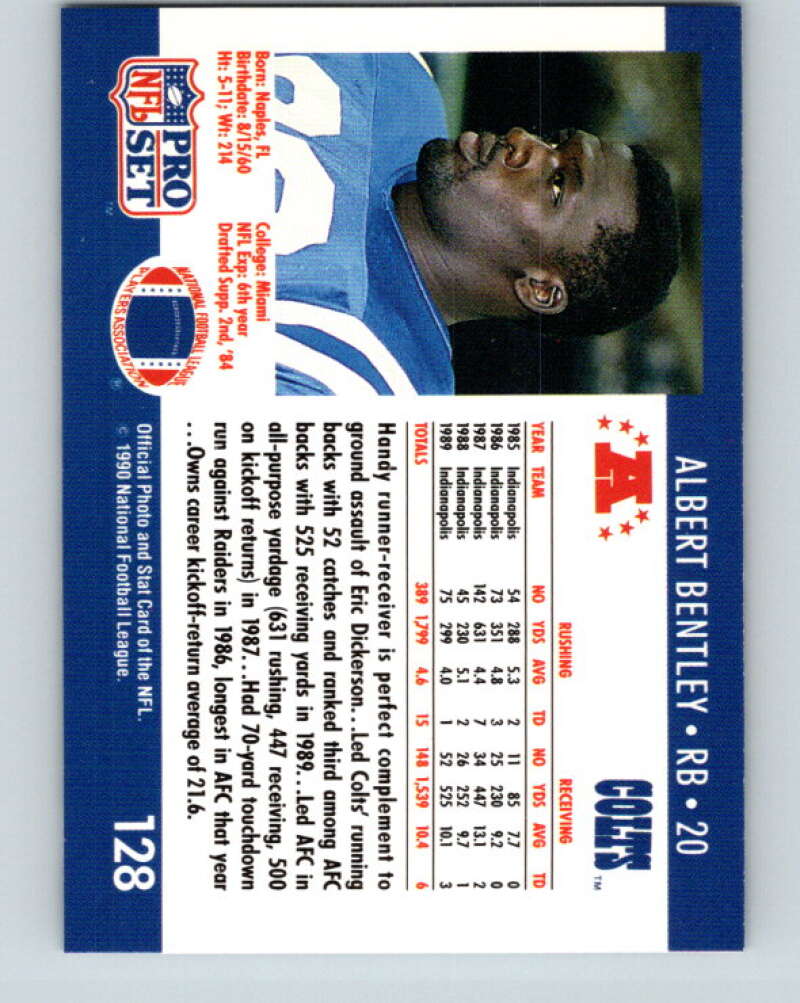 ALBERT BENTLEY • RB • 20
A
COLTS™
RUSHING RECEIVING
YEAR TEAM NO YDS AVG TD NO YDS AVG TD
1985 Indianapolis 54 288 5.3 2 11 85 7.7 0
1986 Indianapolis 73 351 4.8 3 25 230 9.2 0
1987 Indianapolis 142 631 4.4 7 34 447 13.1 2
1988 Indianapolis 45 230 5.1 2 26 252 9.7 1
1989 Indianapolis 75 299 4.0 1 52 525 10.1 3
TOTALS 389 1,799 4.6 15 148 1,539 10.4 6
Handy runner-receiver is perfect complement to
ground assault of Eric Dickerson...Led Colts' running
backs with 52 catches and ranked third among AFC
backs with 525 receiving yards in 1989...Led AFC in
all-purpose yardage (631 rushing, 447 receiving, 500
on kickoff returns) in 1987...Had 70-yard touchdown
run against Raiders in 1986, longest in AFC that year
...Owns career kickoff-return average of 21.6.
Born: Naples, FL
Birthdate: 8/15/60
Ht: 5-11; Wt: 214
College: Miami
NFL Exp: 6th year
Drafted Supp. 2nd, '84
PRO
SET
NFL
™
NATIONAL FOOTBALL LEAGUE
PLAYERS ASSOCIATION
®
Official Photo and Stat Card of the NFL.
© 1990 National Football League.
128